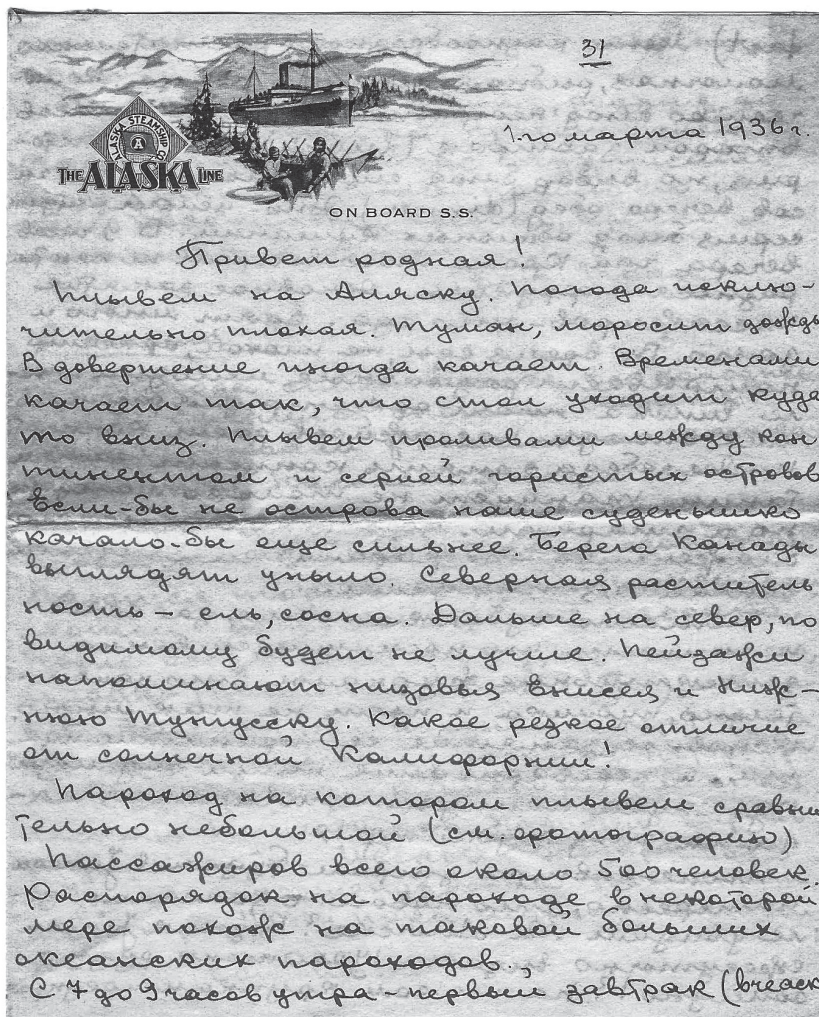 31
1-го марта 1936 г.
ALASKA STEAMSHIP CO
A
THE ALASKA LINE
ON BOARD S.S.
Привет родная!
Плывем на Аляску. Погода исклю-
чительно плохая. Туман, моросит дождь
В довершение иногда качает. Временами
качает так, что стол уходит куда
то вниз. Плывем проливами между кон
тинентом и серией гористых островов
Если-бы не острова наше суденышко
качало-бы еще сильнее. Берега Канады
выглядят уныло. Северная раститель
ность – ель, сосна. Дальше на север, по
видимому будет не лучше. Пейзажи
напоминают низовья Енисея и Ниж-
нюю Тунгусску. Какое резкое отличие
от солнечной Калифорнии!
Пароход на котором плывем сравни
тельно небольшой (см. фотографию)
Пассажиров всего около 500 человек.
Распорядок на пароходе в некоторой
мере похож на таковой больших
океанских пароходов.
С 7 до 9 часов утра – первый завтрак